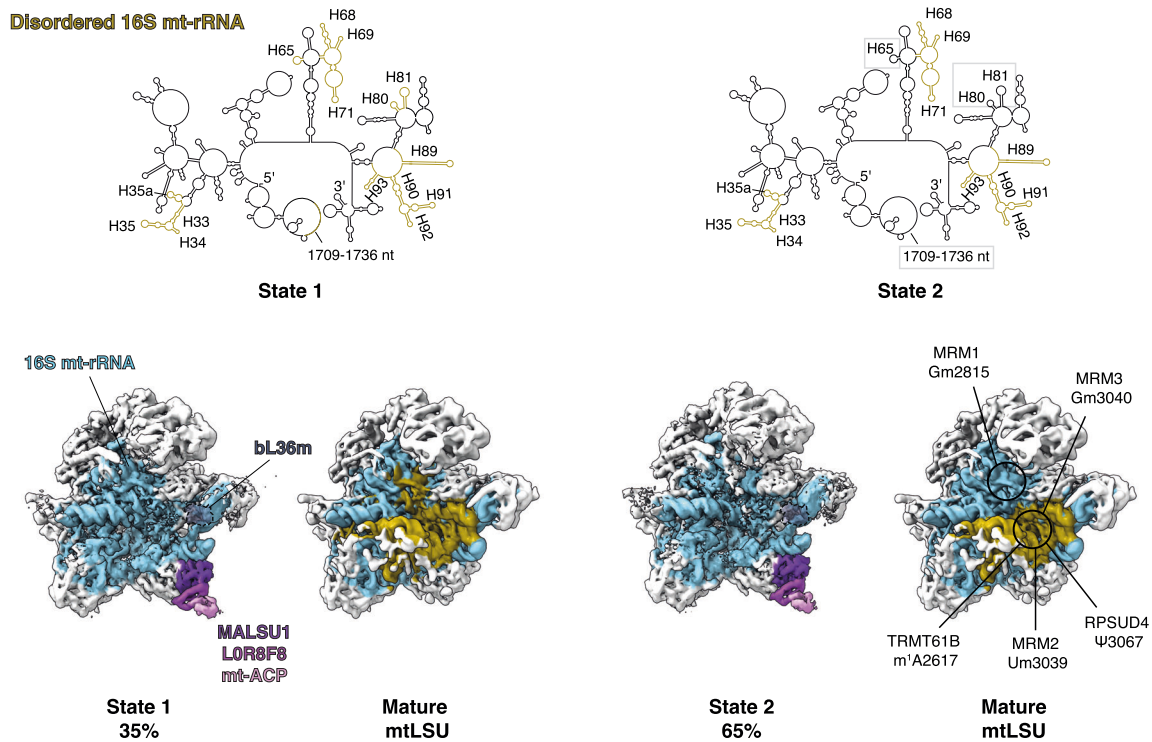 Disordered 16S mt-rRNA
H68
H69
H65
H71
H81
H80
H89
H93
H90
H91
H92
H35a
H35
H33
H34
5'
3'
1709-1736 nt
State 1
H68
H69
H65
H71
H81
H80
H89
H93
H90
H91
H92
H35a
H35
H33
H34
5'
3'
1709-1736 nt
State 2
16S mt-rRNA
bL36m
MALSU1
L0R8F8
mt-ACP
State 1
35%
Mature
mtLSU
MRM1
Gm2815
MRM3
Gm3040
TRMT61B
m¹A2617
MRM2
Um3039
RPSUD4
Ψ3067
State 2
65%
Mature
mtLSU